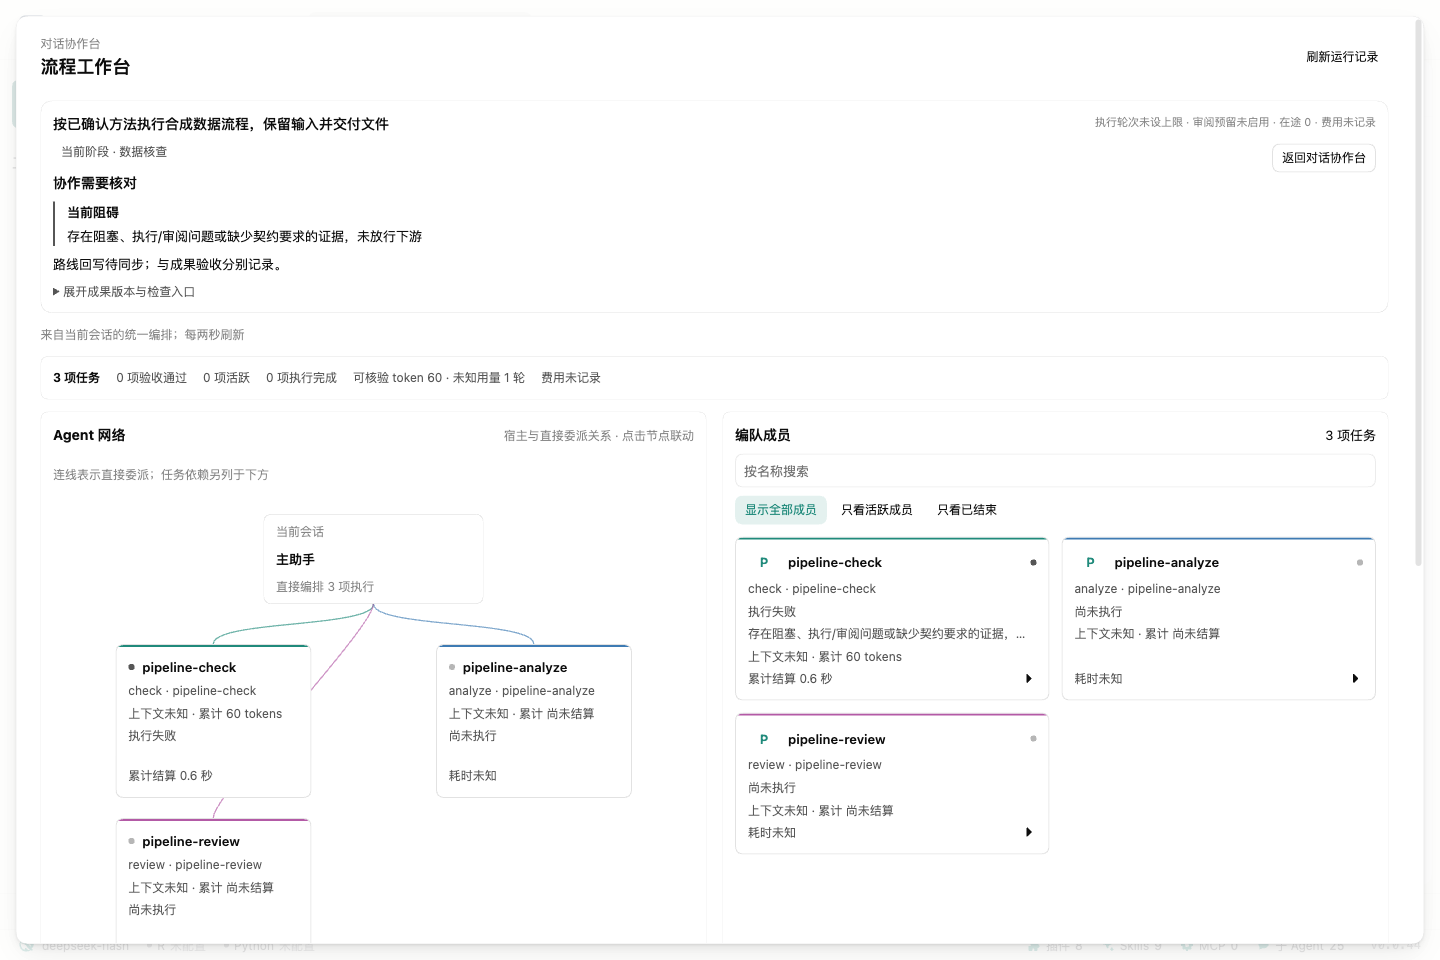 对话协作台
流程工作台
刷新运行记录
按已确认方法执行合成数据流程，保留输入并交付文件
执行轮次未设上限 · 审阅预留未启用 · 在途 0 · 费用未记录
当前阶段 · 数据核查
返回对话协作台
协作需要核对
当前阻碍
存在阻塞、执行/审阅问题或缺少契约要求的证据，未放行下游
路线回写待同步；与成果验收分别记录。
展开成果版本与检查入口
来自当前会话的统一编排；每两秒刷新
3 项任务 0 项验收通过 0 项活跃 0 项执行完成 可核验 token 60 · 未知用量 1 轮 费用未记录
Agent 网络
宿主与直接委派关系 · 点击节点联动
连线表示直接委派；任务依赖另列于下方
当前会话
主助手
直接编排 3 项执行
pipeline-check
check · pipeline-check
上下文未知 · 累计 60 tokens
执行失败
累计结算 0.6 秒
pipeline-analyze
analyze · pipeline-analyze
上下文未知 · 累计 尚未结算
尚未执行
耗时未知
pipeline-review
review · pipeline-review
上下文未知 · 累计 尚未结算
尚未执行
编队成员
3 项任务
按名称搜索
显示全部成员 只看活跃成员 只看已结束
P pipeline-check
check · pipeline-check
执行失败
存在阻塞、执行/审阅问题或缺少契约要求的证据，...
上下文未知 · 累计 60 tokens
累计结算 0.6 秒
P pipeline-analyze
analyze · pipeline-analyze
尚未执行
上下文未知 · 累计 尚未结算
耗时未知
P pipeline-review
review · pipeline-review
尚未执行
上下文未知 · 累计 尚未结算
耗时未知